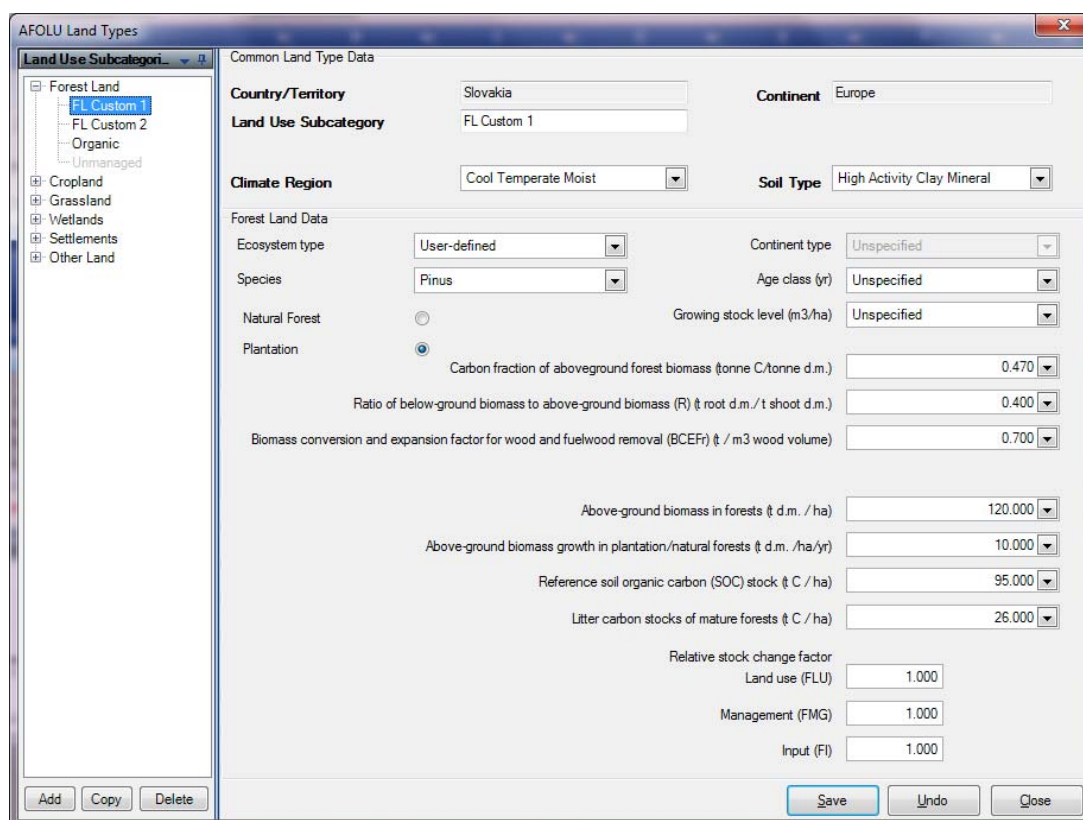 AFOLU Land Types
Land Use Subcategori...
Forest Land
FL Custom 1
FL Custom 2
Organic
Unmanaged
Cropland
Grassland
Wetlands
Settlements
Other Land
Add Copy Delete
Common Land Type Data
Country/Territory Slovakia Continent Europe
Land Use Subcategory FL Custom 1
Climate Region Cool Temperate Moist Soil Type High Activity Clay Mineral
Forest Land Data
Ecosystem type User-defined Continent type Unspecified
Species Pinus Age class (yr) Unspecified
Natural Forest Growing stock level (m3/ha) Unspecified
Plantation
Carbon fraction of aboveground forest biomass (tonne C/tonne d.m.) 0.470
Ratio of below-ground biomass to above-ground biomass (R) (t root d.m./ t shoot d.m.) 0.400
Biomass conversion and expansion factor for wood and fuelwood removal (BCEFr) (t / m3 wood volume) 0.700
Above-ground biomass in forests (t d.m. / ha) 120.000
Above-ground biomass growth in plantation/natural forests (t d.m. /ha/yr) 10.000
Reference soil organic carbon (SOC) stock (t C / ha) 95.000
Litter carbon stocks of mature forests (t C / ha) 26.000
Relative stock change factor
Land use (FLU) 1.000
Management (FMG) 1.000
Input (FI) 1.000
Save Undo Close